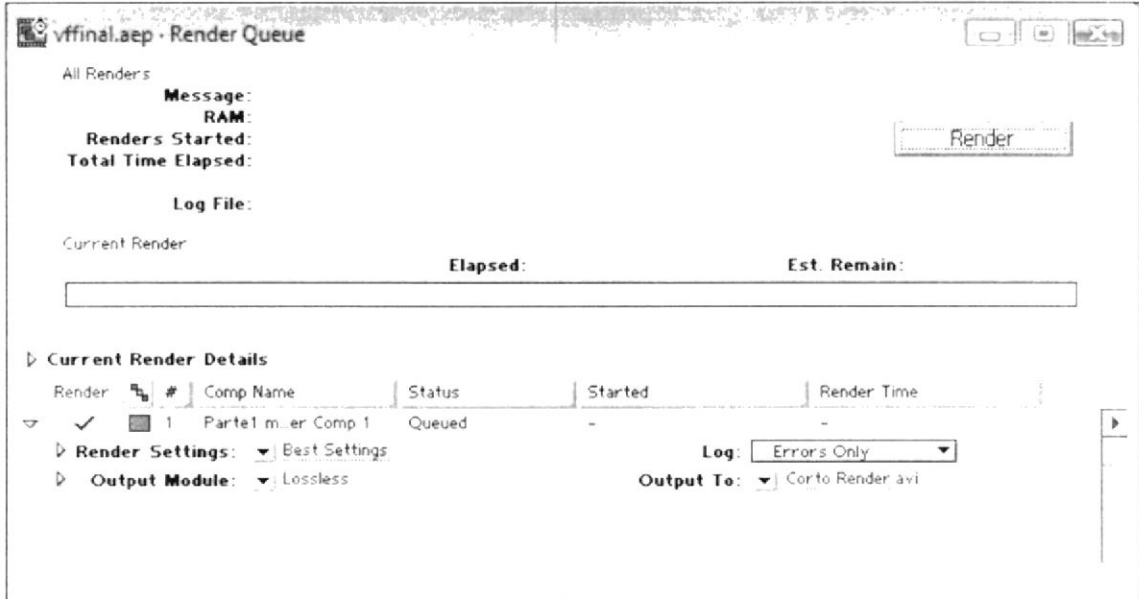 vffinal.aep - Render Queue
All Renders
Message:
RAM:
Renders Started:
Render
Total Time Elapsed:
Log File:
Current Render
Elapsed: Est. Remain:
Current Render Details
Render # Comp Name Status Started Render Time
1 Parte1 m...er Comp 1 Queued - -
Render Settings: Best Settings Log: Errors Only
Output Module: Lossless Output To: Corto Render.avi